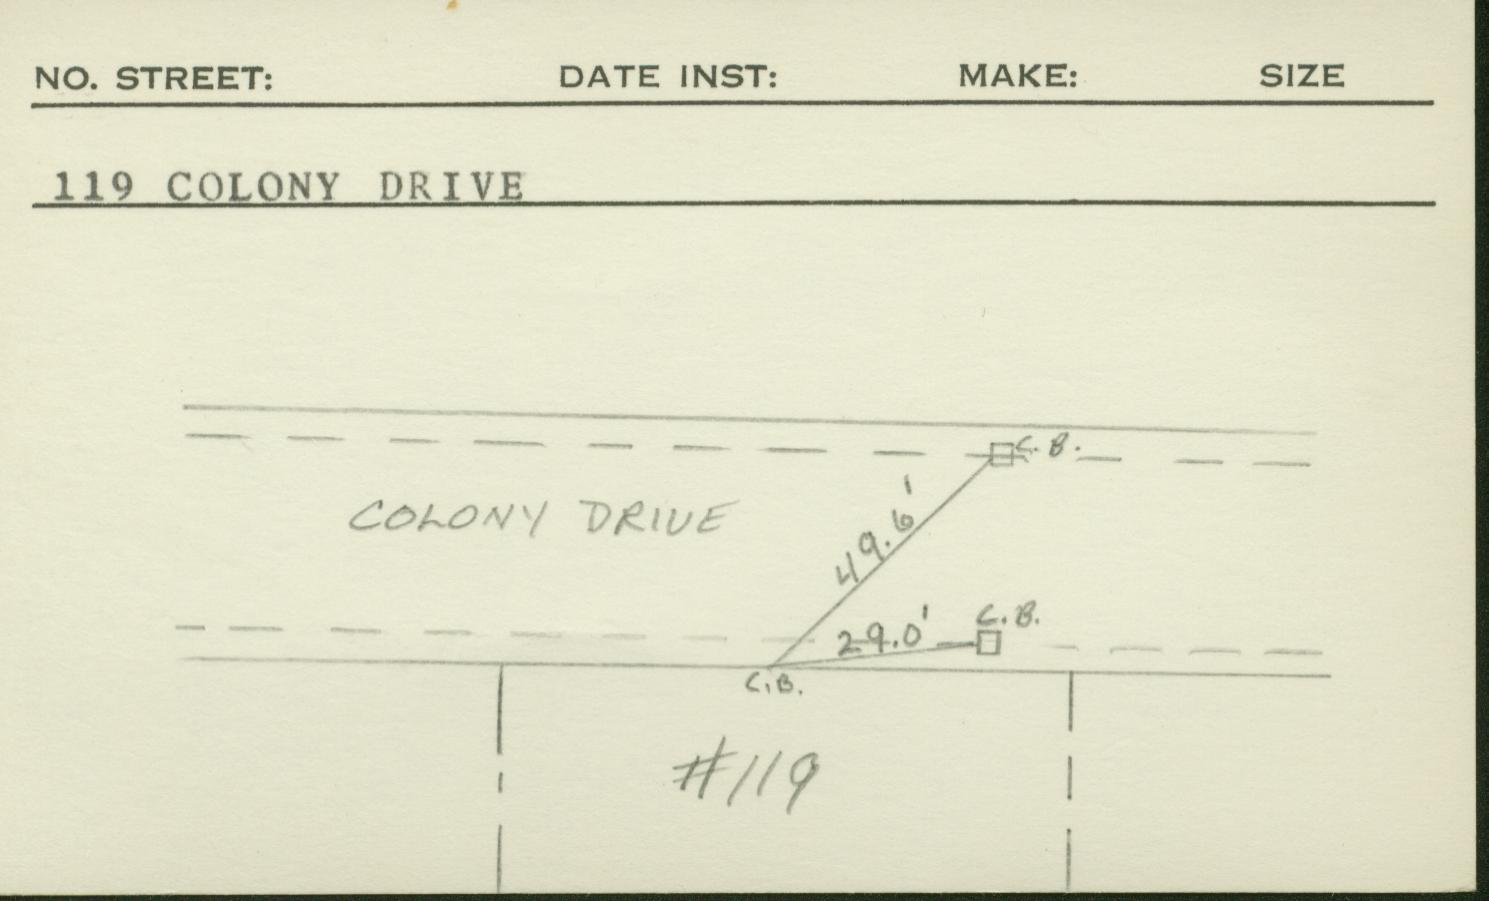 NO. STREET: DATE INST: MAKE: SIZE
119 COLONY DRIVE
C.B.
COLONY DRIVE
49.6'
C.B.
29.0'
C.B.
#119